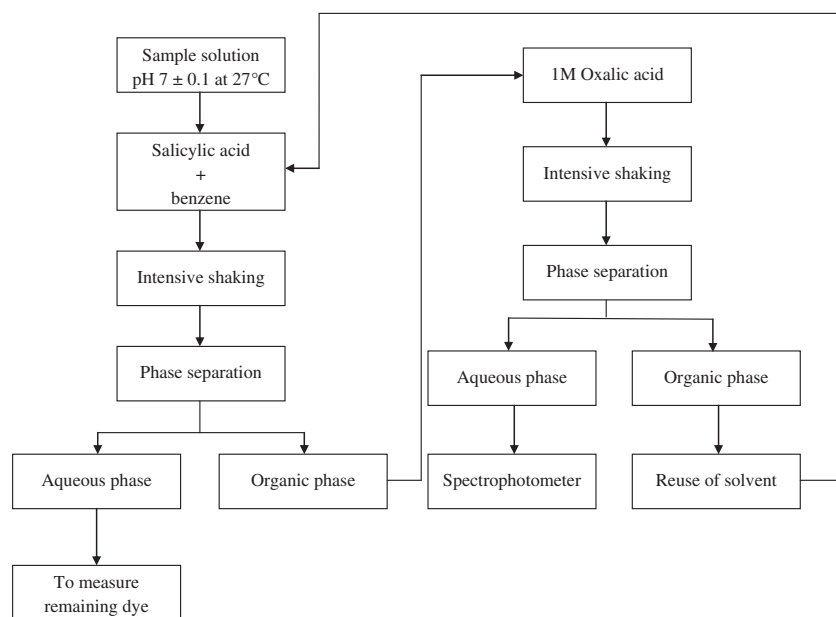 Sample solution
pH 7 ± 0.1 at 27°C
Salicylic acid
+
benzene
Intensive shaking
Phase separation
Aqueous phase
Organic phase
To measure
remaining dye
1M Oxalic acid
Intensive shaking
Phase separation
Aqueous phase
Organic phase
Spectrophotometer
Reuse of solvent